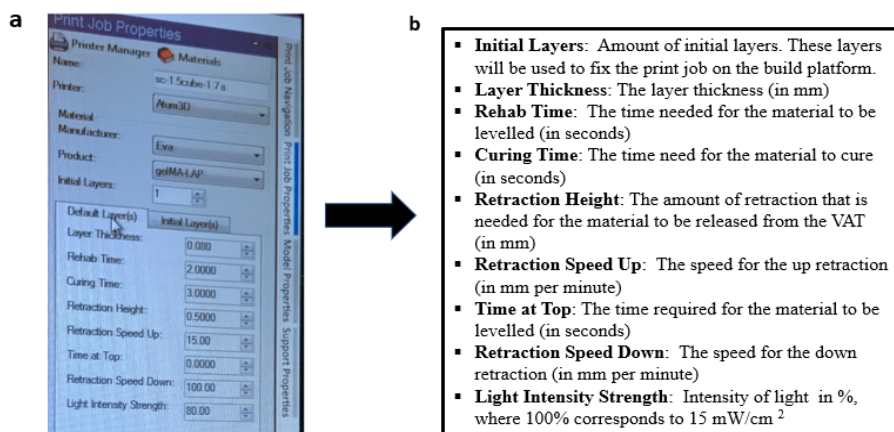 a
Print Job Properties
Printer Manager Materials
Name: sc-1.5cube-1.7 s
Printer: Atum3D
Material
Manufacturer: Eva
Product: gelMA-LAP
Initial Layers: 1
Default Layer(s) Initial Layer(s)
Layer Thickness: 0.080
Rehab Time: 2.0000
Curing Time: 3.0000
Retraction Height: 0.5000
Retraction Speed Up: 15.00
Time at Top: 0.0000
Retraction Speed Down: 100.00
Light Intensity Strength: 80.00
Print Job Navigation
Print Job Properties
Model Properties
Support Properties
b
▪ Initial Layers: Amount of initial layers. These layers
will be used to fix the print job on the build platform.
▪ Layer Thickness: The layer thickness (in mm)
▪ Rehab Time: The time needed for the material to be
levelled (in seconds)
▪ Curing Time: The time need for the material to cure
(in seconds)
▪ Retraction Height: The amount of retraction that is
needed for the material to be released from the VAT
(in mm)
▪ Retraction Speed Up: The speed for the up retraction
(in mm per minute)
▪ Time at Top: The time required for the material to be
levelled (in seconds)
▪ Retraction Speed Down: The speed for the down
retraction (in mm per minute)
▪ Light Intensity Strength: Intensity of light in %,
where 100% corresponds to 15 mW/cm 2